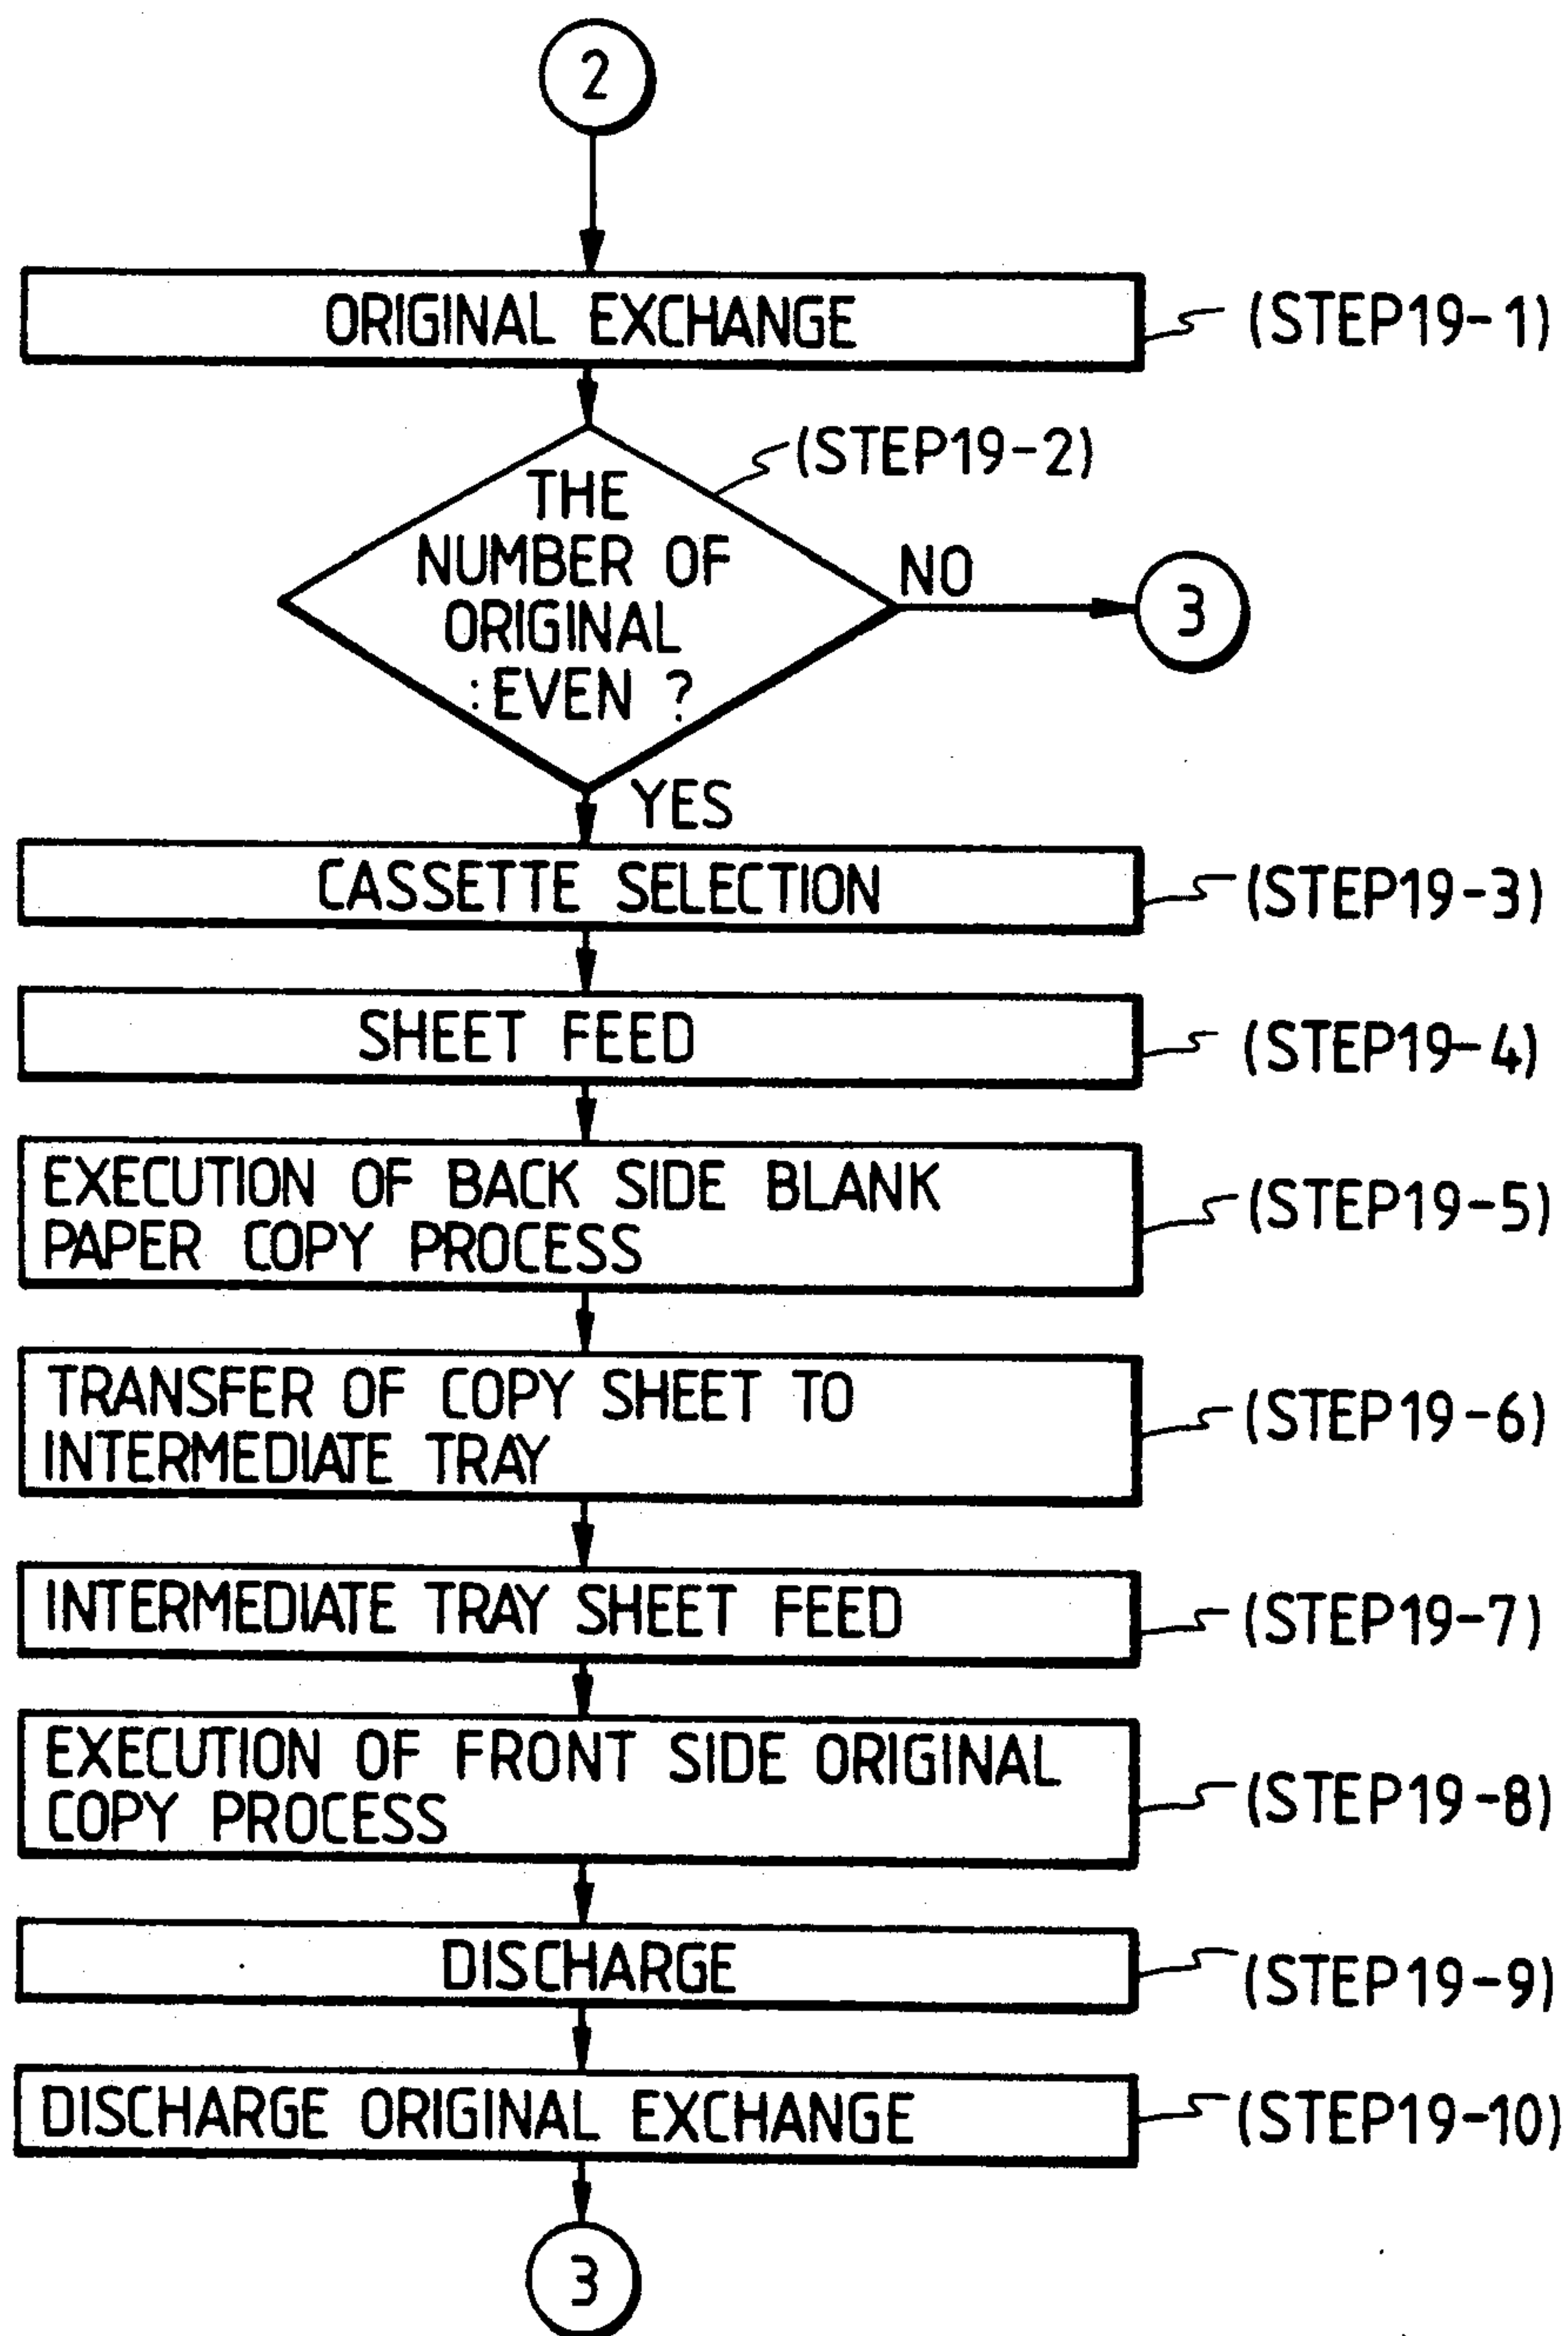 2
ORIGINAL EXCHANGE (STEP19-1)
(STEP19-2)
THE
NUMBER OF
ORIGINAL
:EVEN ?
NO
3
YES
CASSETTE SELECTION (STEP19-3)
SHEET FEED (STEP19-4)
EXECUTION OF BACK SIDE BLANK
PAPER COPY PROCESS
(STEP19-5)
TRANSFER OF COPY SHEET TO
INTERMEDIATE TRAY
(STEP19-6)
INTERMEDIATE TRAY SHEET FEED (STEP19-7)
EXECUTION OF FRONT SIDE ORIGINAL
COPY PROCESS
(STEP19-8)
DISCHARGE (STEP19-9)
DISCHARGE ORIGINAL EXCHANGE (STEP19-10)
3